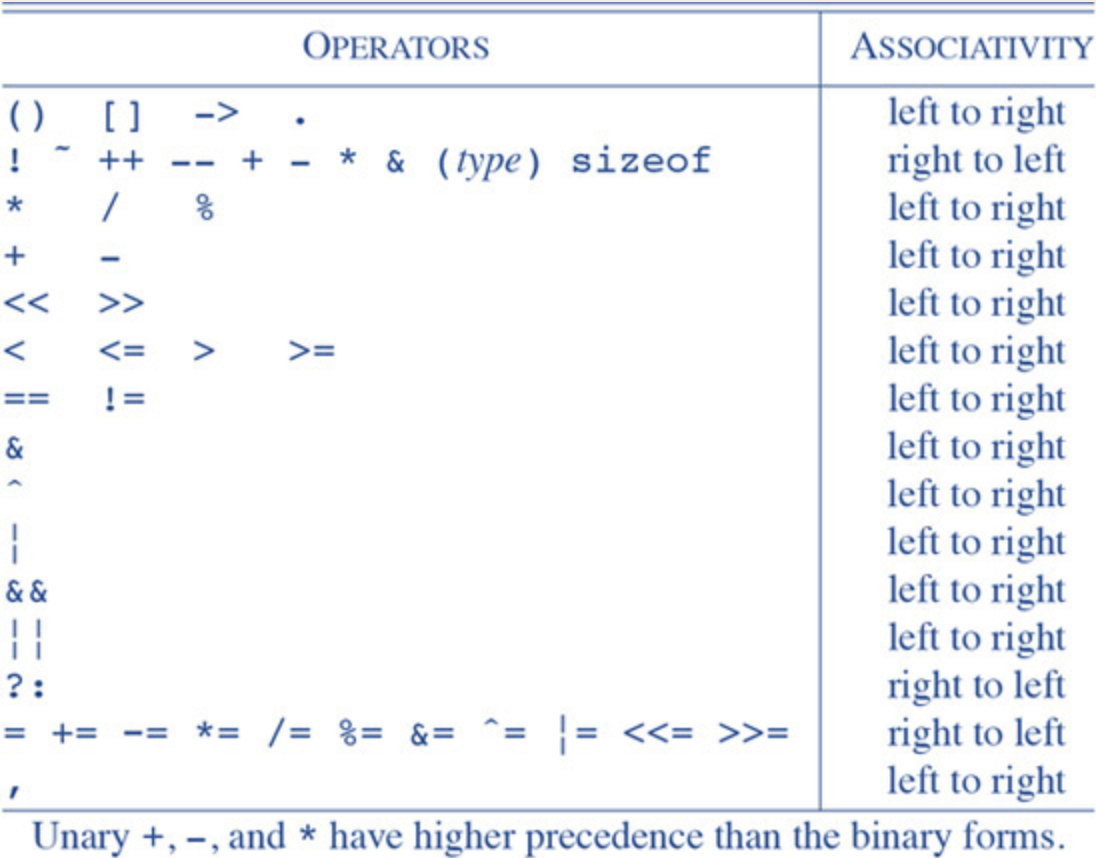 OPERATORS ASSOCIATIVITY
() [] -> . left to right
! ~ ++ -- + - * & (type) sizeof right to left
* / % left to right
+ - left to right
<< >> left to right
< <= > >= left to right
== != left to right
& left to right
^ left to right
¦ left to right
&& left to right
¦¦ left to right
?: right to left
= += -= *= /= %= &= ^= ¦= <<= >>= right to left
, left to right
Unary +, -, and * have higher precedence than the binary forms.